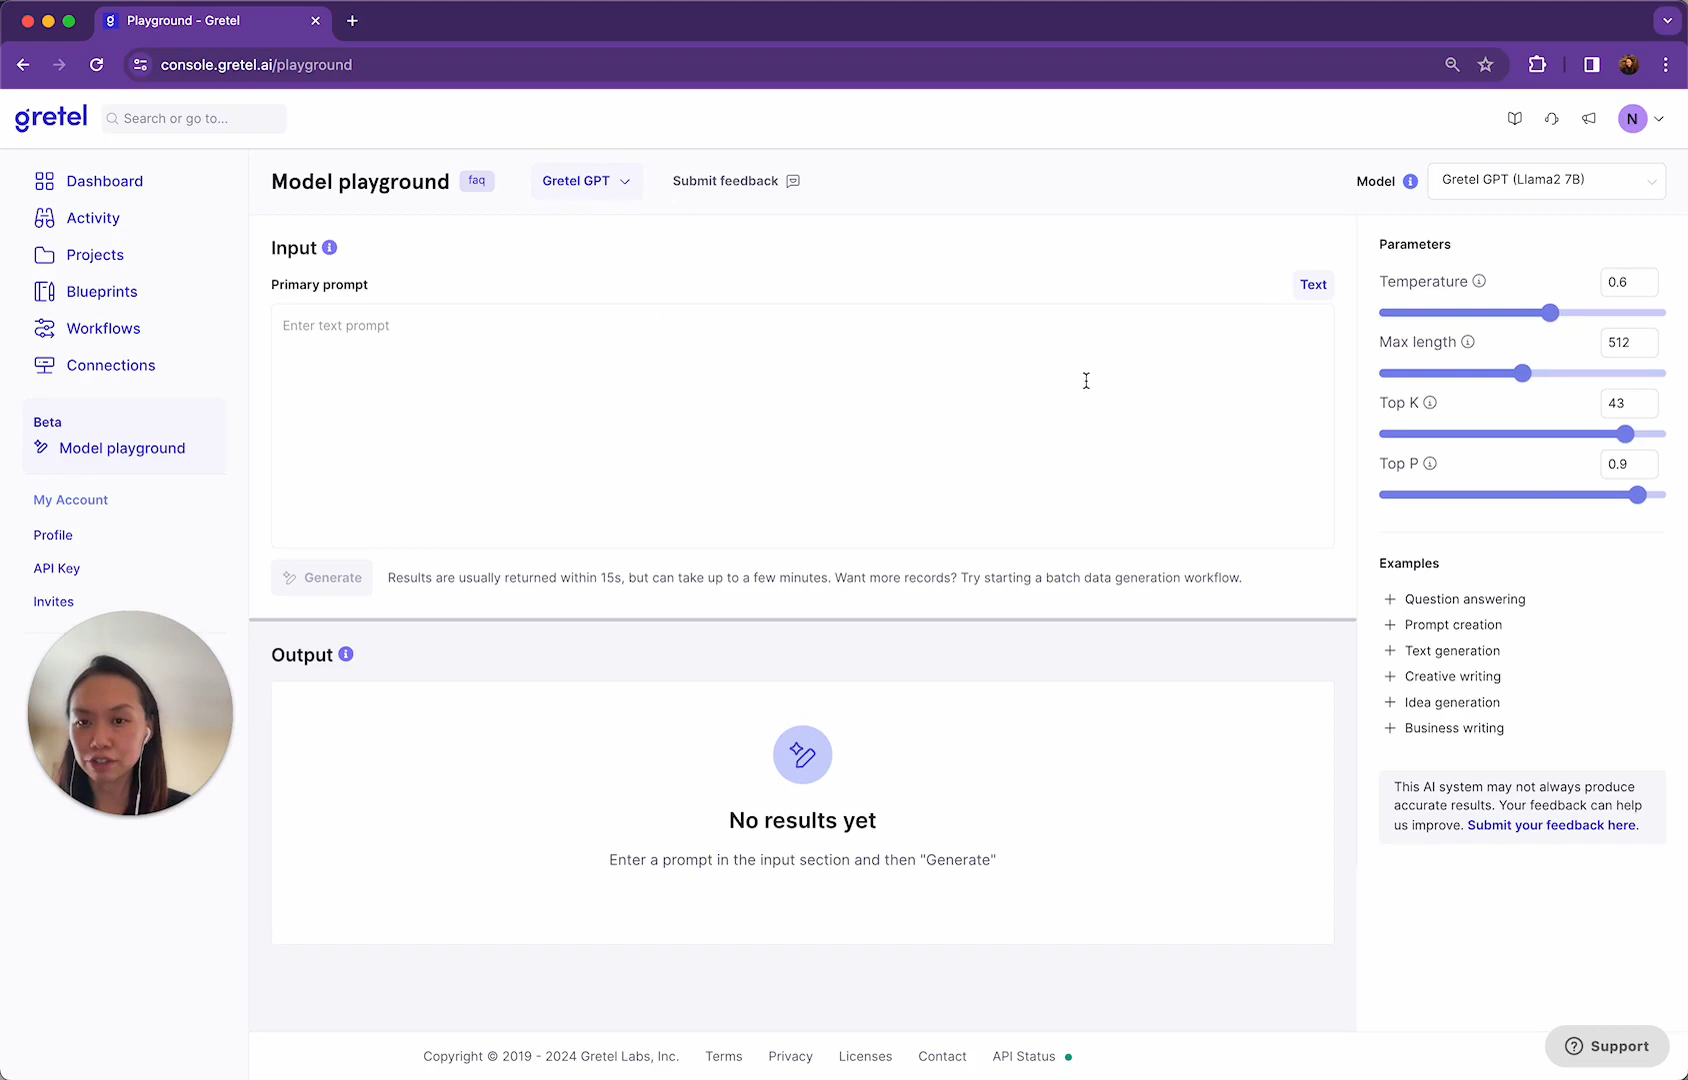 Playground - Gretel
console.gretel.ai/playground
gretel
Search or go to...
N
Dashboard
Activity
Projects
Blueprints
Workflows
Connections
Beta
Model playground
My Account
Profile
API Key
Invites
Model playground faq Gretel GPT Submit feedback
Model Gretel GPT (Llama2 7B)
Input
Primary prompt
Text
Enter text prompt
Generate
Results are usually returned within 15s, but can take up to a few minutes. Want more records? Try starting a batch data generation workflow.
Output
No results yet
Enter a prompt in the input section and then "Generate"
Parameters
Temperature 0.6
Max length 512
Top K 43
Top P 0.9
Examples
Question answering
Prompt creation
Text generation
Creative writing
Idea generation
Business writing
This AI system may not always produce
accurate results. Your feedback can help
us improve. Submit your feedback here.
Copyright © 2019 - 2024 Gretel Labs, Inc. Terms Privacy Licenses Contact API Status
Support